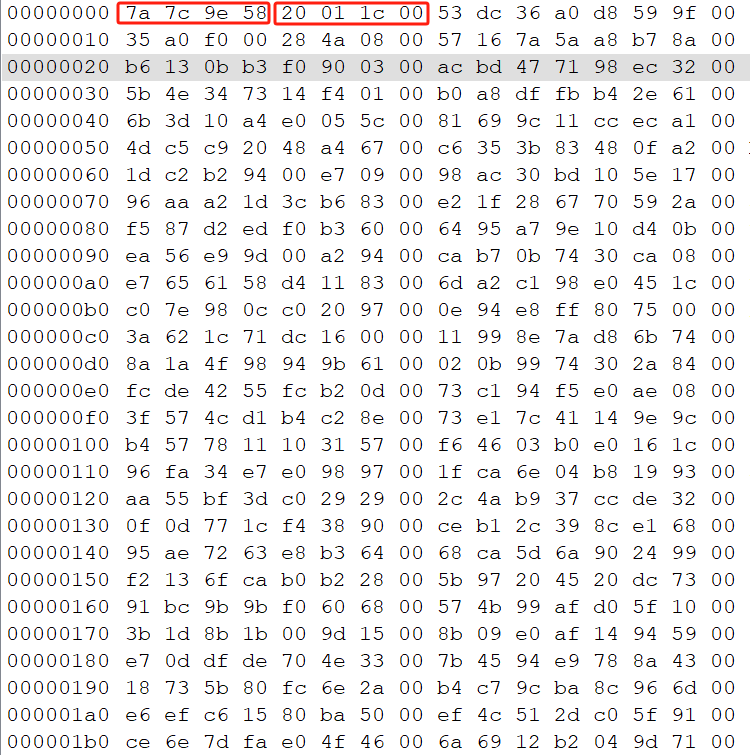 00000000 7a 7c 9e 58 20 01 1c 00 53 dc 36 a0 d8 59 9f 00
00000010 35 a0 f0 00 28 4a 08 00 57 16 7a 5a a8 b7 8a 00
00000020 b6 13 0b b3 f0 90 03 00 ac bd 47 71 98 ec 32 00
00000030 5b 4e 34 73 14 f4 01 00 b0 a8 df fb b4 2e 61 00
00000040 6b 3d 10 a4 e0 05 5c 00 81 69 9c 11 cc ec a1 00
00000050 4d c5 c9 20 48 a4 67 00 c6 35 3b 83 48 0f a2 00
00000060 1d c2 b2 94 00 e7 09 00 98 ac 30 bd 10 5e 17 00
00000070 96 aa a2 1d 3c b6 83 00 e2 1f 28 67 70 59 2a 00
00000080 f5 87 d2 ed f0 b3 60 00 64 95 a7 9e 10 d4 0b 00
00000090 ea 56 e9 9d 00 a2 94 00 ca b7 0b 74 30 ca 08 00
000000a0 e7 65 61 58 d4 11 83 00 6d a2 c1 98 e0 45 1c 00
000000b0 c0 7e 98 0c c0 20 97 00 0e 94 e8 ff 80 75 00 00
000000c0 3a 62 1c 71 dc 16 00 00 11 99 8e 7a d8 6b 74 00
000000d0 8a 1a 4f 98 94 9b 61 00 02 0b 99 74 30 2a 84 00
000000e0 fc de 42 55 fc b2 0d 00 73 c1 94 f5 e0 ae 08 00
000000f0 3f 57 4c d1 b4 c2 8e 00 73 e1 7c 41 14 9e 9c 00
00000100 b4 57 78 11 10 31 57 00 f6 46 03 b0 e0 16 1c 00
00000110 96 fa 34 e7 e0 98 97 00 1f ca 6e 04 b8 19 93 00
00000120 aa 55 bf 3d c0 29 29 00 2c 4a b9 37 cc de 32 00
00000130 0f 0d 77 1c f4 38 90 00 ce b1 2c 39 8c e1 68 00
00000140 95 ae 72 63 e8 b3 64 00 68 ca 5d 6a 90 24 99 00
00000150 f2 13 6f ca b0 b2 28 00 5b 97 20 45 20 dc 73 00
00000160 91 bc 9b 9b f0 60 68 00 57 4b 99 af d0 5f 10 00
00000170 3b 1d 8b 1b 00 9d 15 00 8b 09 e0 af 14 94 59 00
00000180 e7 0d df de 70 4e 33 00 7b 45 94 e9 78 8a 43 00
00000190 18 73 5b 80 fc 6e 2a 00 b4 c7 9c ba 8c 96 6d 00
000001a0 e6 ef c6 15 80 ba 50 00 ef 4c 51 2d c0 5f 91 00
000001b0 ce 6e 7d fa e0 4f 46 00 6a 69 12 b2 04 9d 71 00